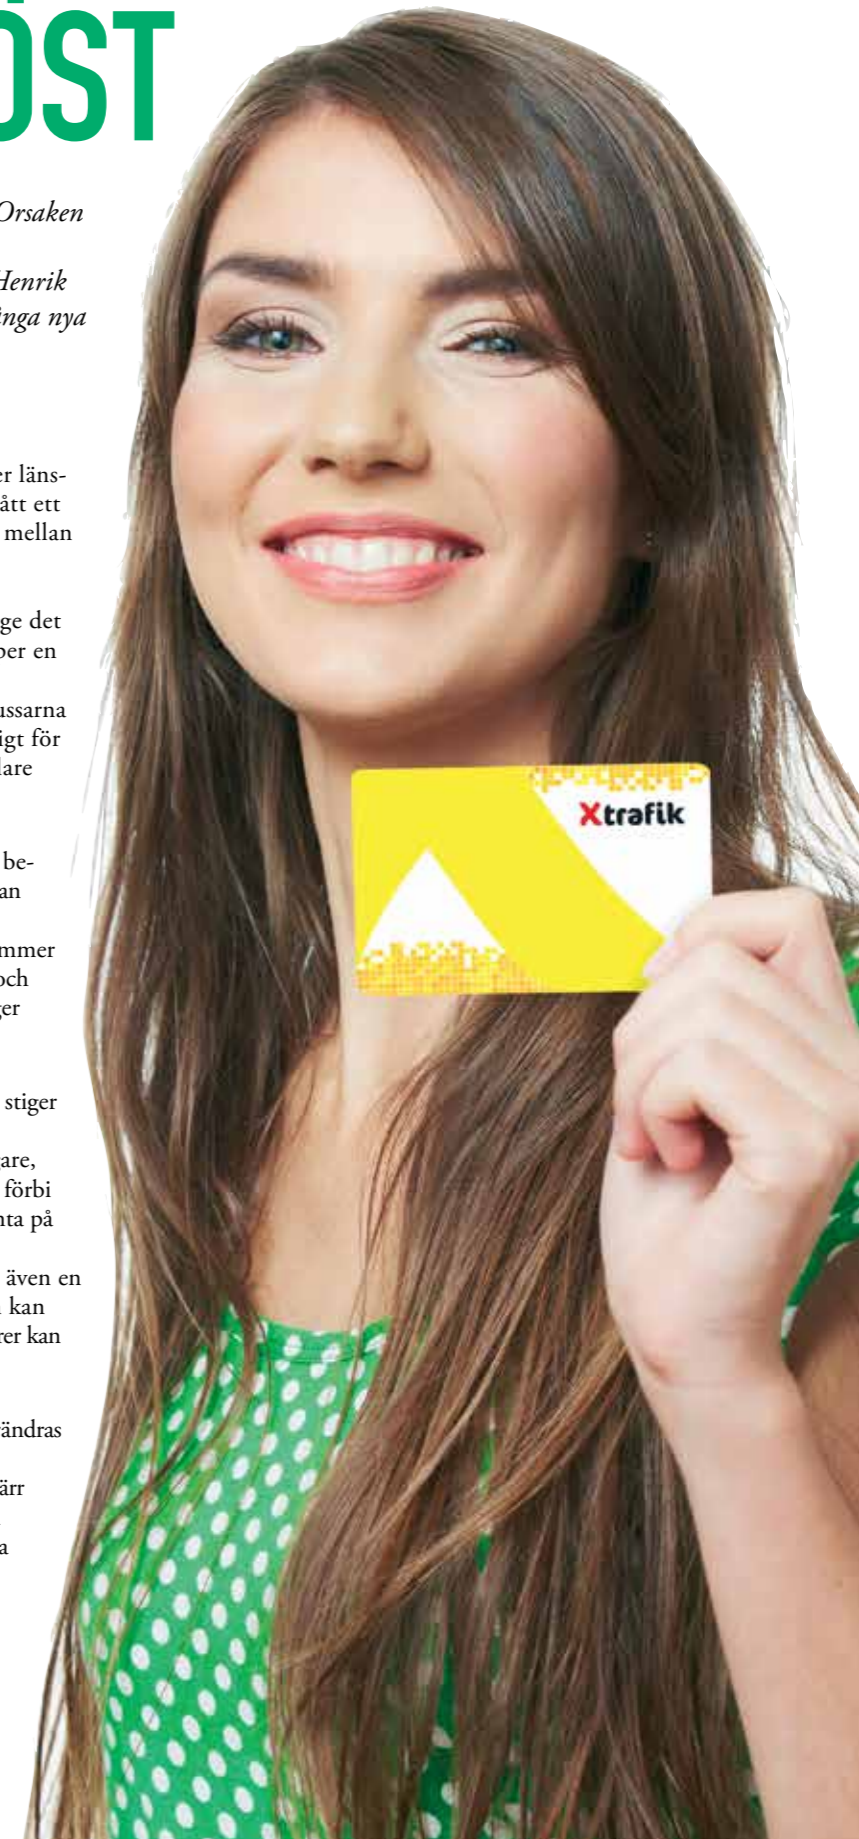 ÖST
Orsaken
Henrik
nga nya
er läns-
ått ett
mellan
ge det
per en
ussarna
igt för
lare
be-
an
mmer
och
ger
stiger
are,
förbi
nta på
även en
kan
rer kan
ändras
ärr
a
Xtrafik